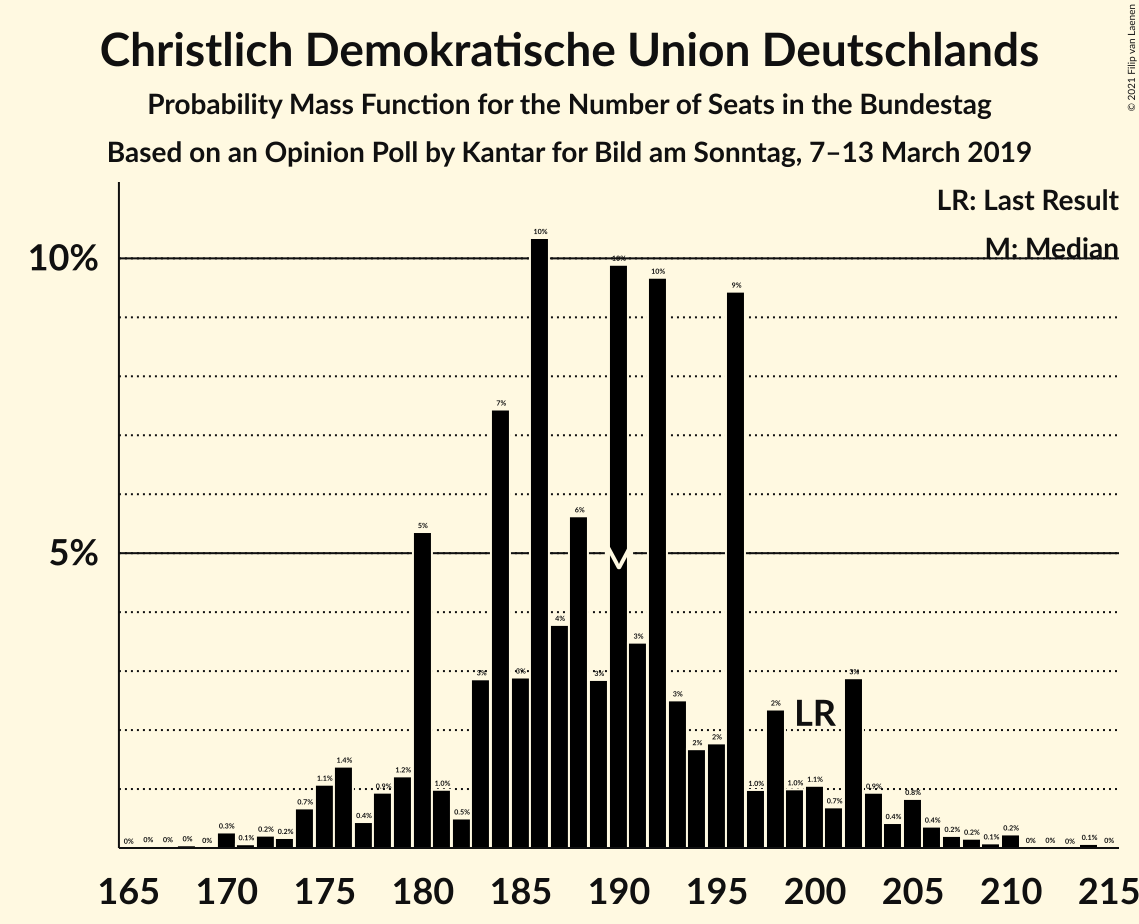 Christlich Demokratische Union Deutschlands
Probability Mass Function for the Number of Seats in the Bundestag
Based on an Opinion Poll by Kantar for Bild am Sonntag, 7–13 March 2019
© 2021 Filip van Laenen
LR: Last Result
M: Median
10%
5%
0% 0% 0% 0% 0% 0.3% 0.1% 0.2% 0.2% 0.7% 1.1% 1.4% 0.4% 0.9% 1.2% 5% 1.0% 0.5% 3% 7% 3% 10% 4% 6% 3% 10% 3% 10% 3% 2% 2% 9% 1.0% 2% 1.0% 1.1% 0.7% 3% 0.9% 0.4% 0.8% 0.4% 0.2% 0.2% 0.1% 0.2% 0% 0% 0% 0.1% 0%
M
LR
165 170 175 180 185 190 195 200 205 210 215